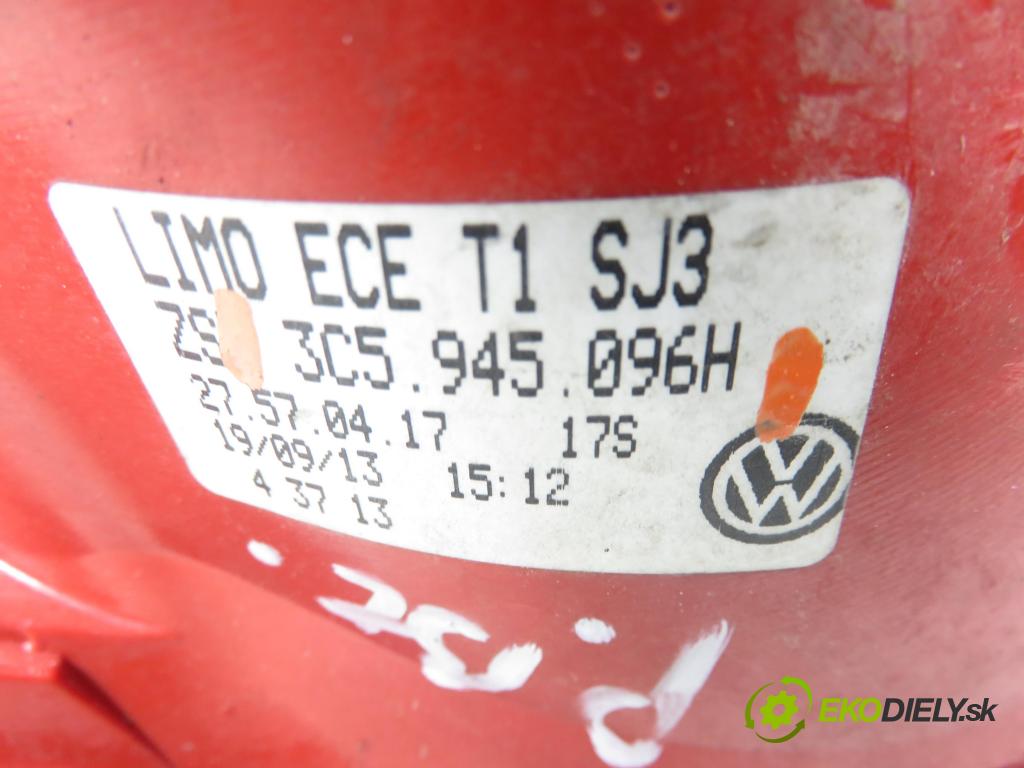 LIMO ECE T1 SJ3
3C5.945.096H
27.57.04.17 17S
19/09/13 15:12
4 37 13
EKODIELY.sk